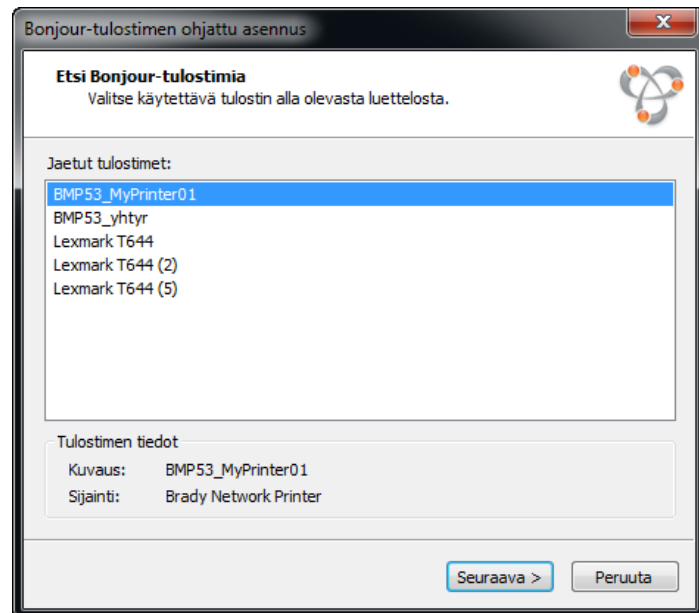 Bonjour-tulostimen ohjattu asennus
Etsi Bonjour-tulostimia
Valitse käytettävä tulostin alla olevasta luettelosta.
Jaetut tulostimet:
BMP53_MyPrinter01
BMP53_yhtyr
Lexmark T644
Lexmark T644 (2)
Lexmark T644 (5)
Tulostimen tiedot
Kuvaus: BMP53_MyPrinter01
Sijainti: Brady Network Printer
Seuraava > Peruuta